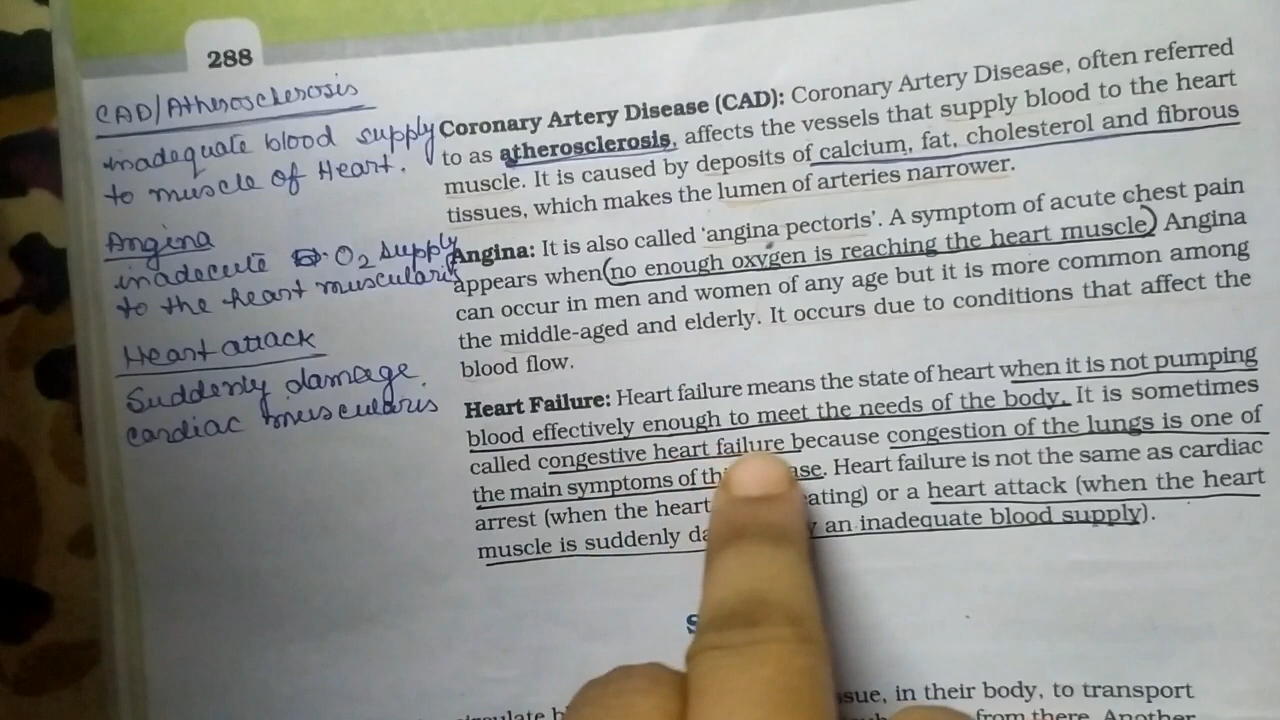 288
CAD/Atherosclerosis
inadequate blood supply
to muscle of Heart.
Angina
inadecute O2 supply
to the heart muscularis
Heart attack
Suddenly damage
cardiac muscularis
Coronary Artery Disease (CAD): Coronary Artery Disease, often referred
to as atherosclerosis, affects the vessels that supply blood to the heart
muscle. It is caused by deposits of calcium, fat, cholesterol and fibrous
tissues, which makes the lumen of arteries narrower.
Angina: It is also called 'angina pectoris'. A symptom of acute chest pain
appears when (no enough oxygen is reaching the heart muscle) Angina
can occur in men and women of any age but it is more common among
the middle-aged and elderly. It occurs due to conditions that affect the
blood flow.
Heart Failure: Heart failure means the state of heart when it is not pumping
blood effectively enough to meet the needs of the body. It is sometimes
called congestive heart failure because congestion of the lungs is one of
the main symptoms of Heart failure is not the same as cardiac
arrest (when the heart or a heart attack (when the heart
muscle is suddenly an inadequate blood supply).
in their body, to transport
from there. Another